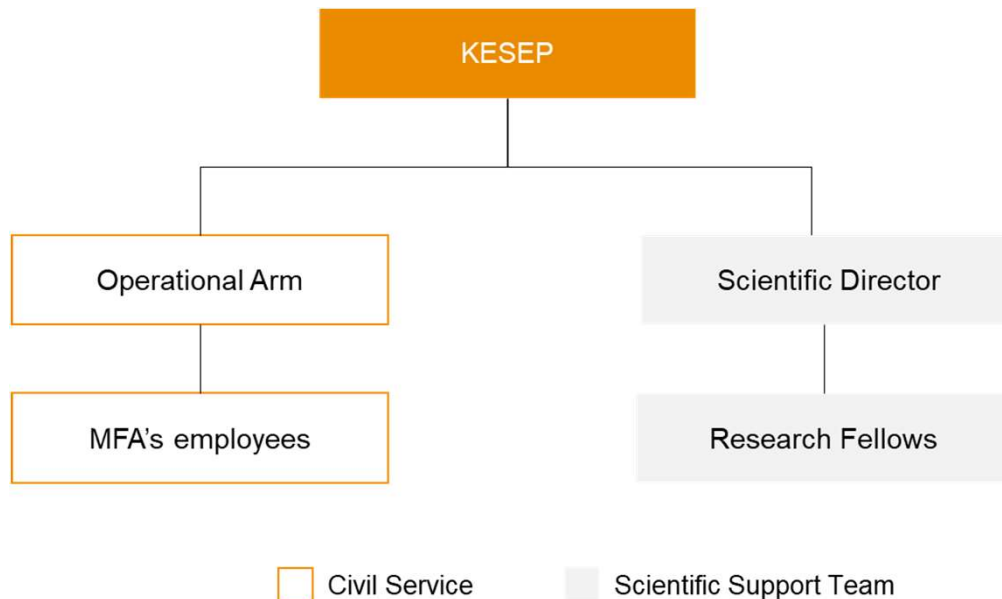 KESEP
Operational Arm
Scientific Director
MFA's employees
Research Fellows
Civil Service
Scientific Support Team